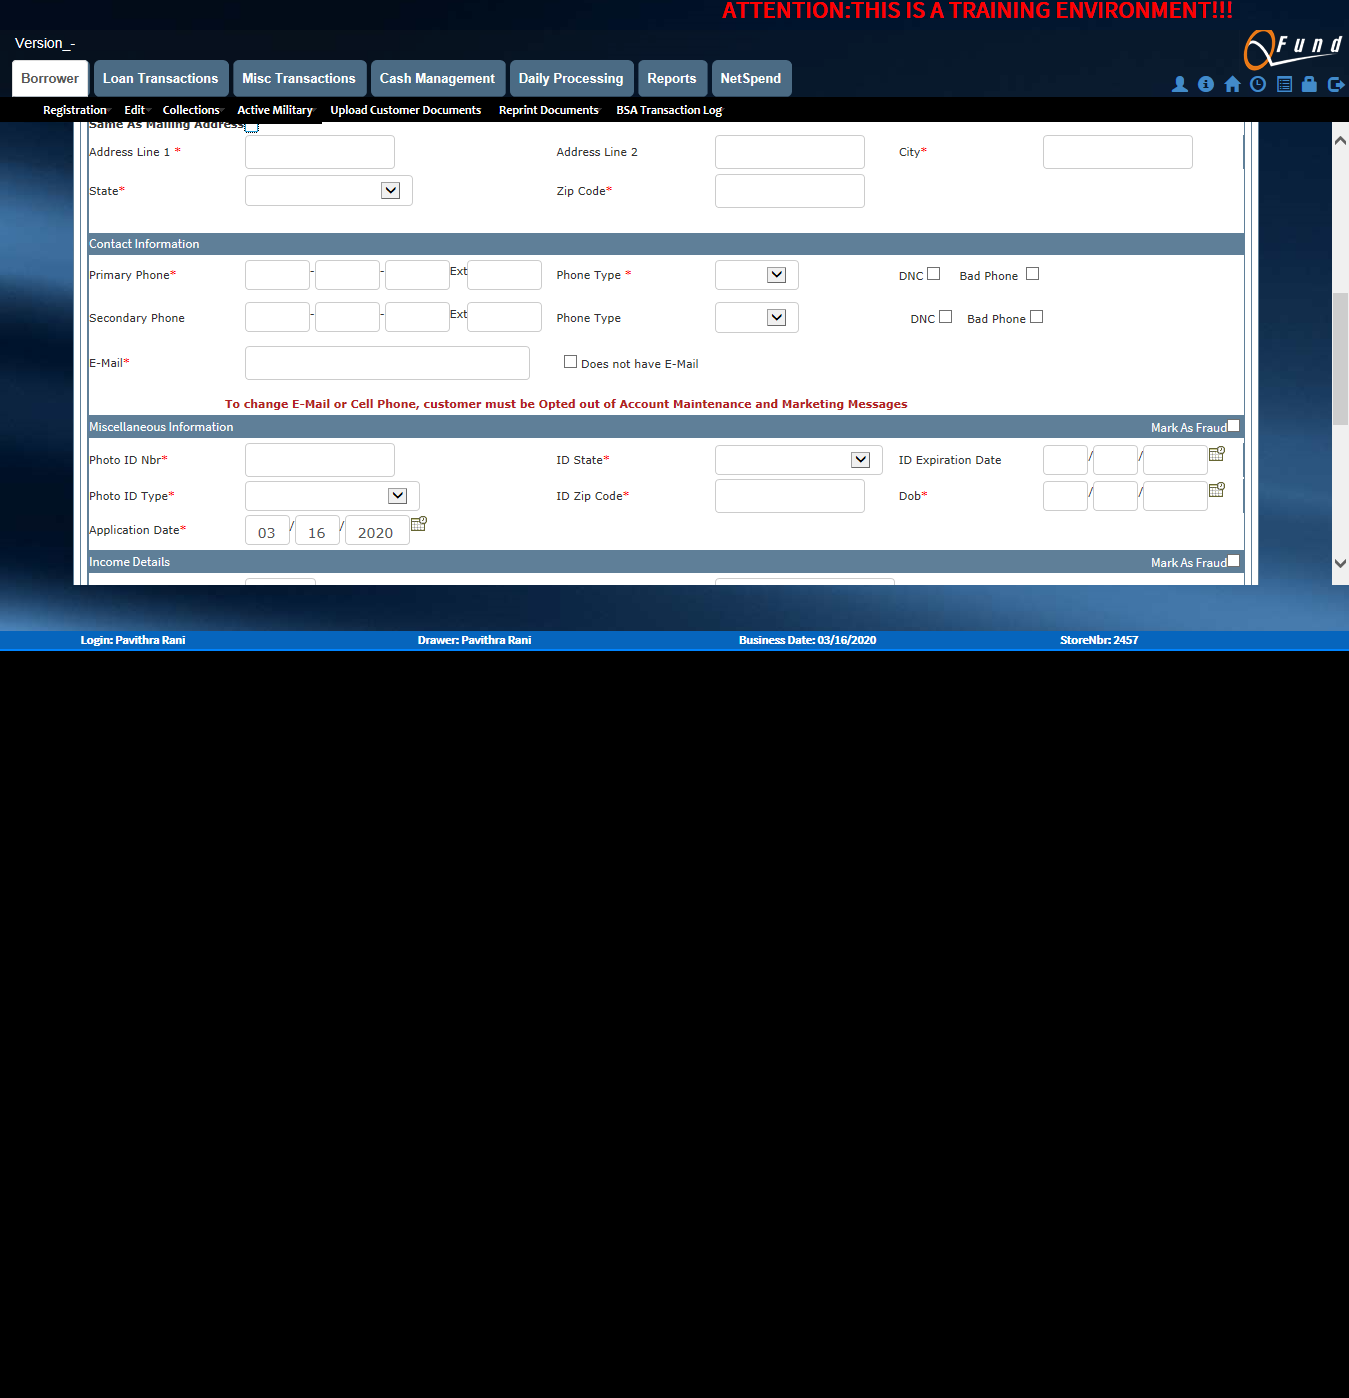 ATTENTION:THIS IS A TRAINING ENVIRONMENT!!!
Version_-
QFund
Borrower Loan Transactions Misc Transactions Cash Management Daily Processing Reports NetSpend
Registration Edit Collections Active Military Upload Customer Documents Reprint Documents BSA Transaction Log
Same As Mailing Address
Address Line 1 * Address Line 2 City*
State* Zip Code*
Contact Information
Primary Phone* - - Ext Phone Type * DNC Bad Phone
Secondary Phone - - Ext Phone Type DNC Bad Phone
E-Mail* Does not have E-Mail
To change E-Mail or Cell Phone, customer must be Opted out of Account Maintenance and Marketing Messages
Miscellaneous Information Mark As Fraud
Photo ID Nbr* ID State* ID Expiration Date / /
Photo ID Type* ID Zip Code* Dob* / /
Application Date* 03 / 16 / 2020
Income Details Mark As Fraud
Login: Pavithra Rani Drawer: Pavithra Rani Business Date: 03/16/2020 StoreNbr: 2457